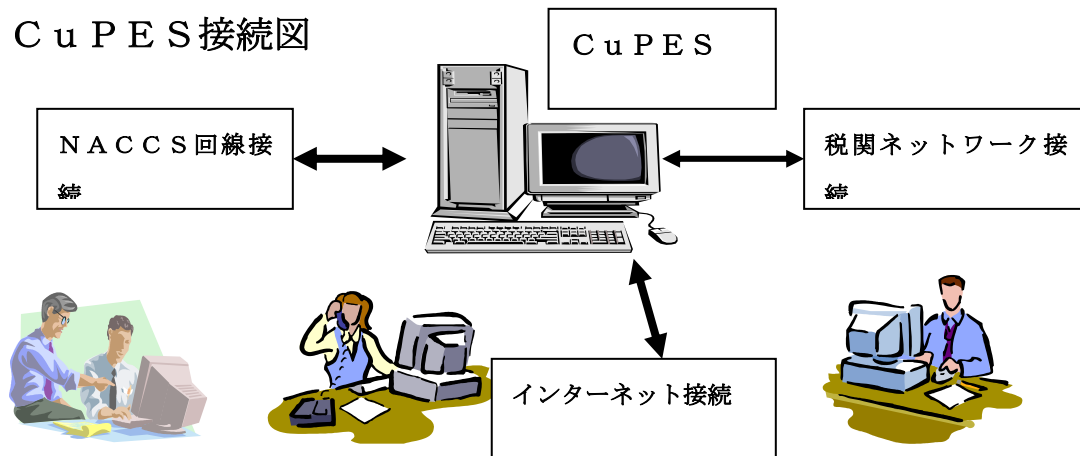 ＣｕＰＥＳ接続図
ＣｕＰＥＳ
ＮＡＣＣＳ回線接
続
税関ネットワーク接
続
インターネット接続